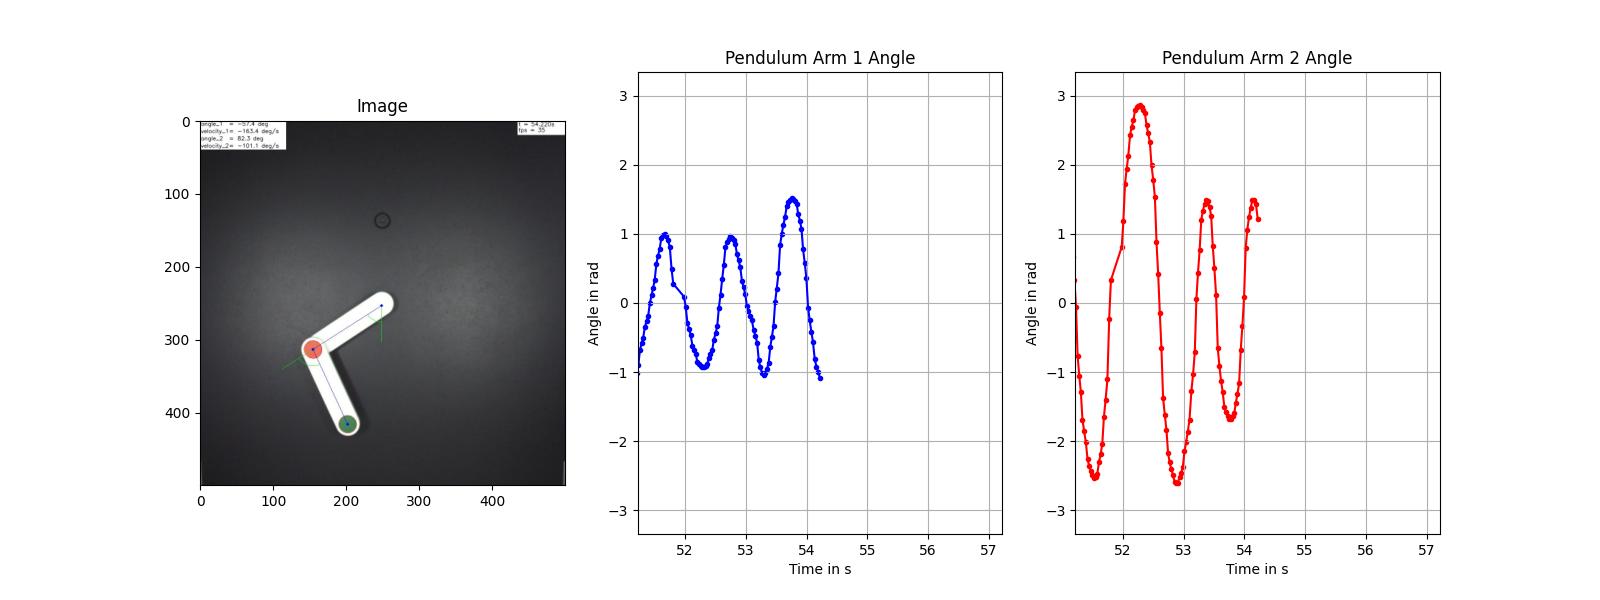 Image
angle_1 = -57.4 deg
velocity_1= -163.4 deg/s
angle_2 = 82.3 deg
velocity_2= -101.1 deg/s
t = 54.220s
fps = 35
0
100
200
300
400
0 100 200 300 400
Pendulum Arm 1 Angle
Angle in rad
3
2
1
0
−1
−2
−3
52 53 54 55 56 57
Time in s
Pendulum Arm 2 Angle
Angle in rad
3
2
1
0
−1
−2
−3
52 53 54 55 56 57
Time in s